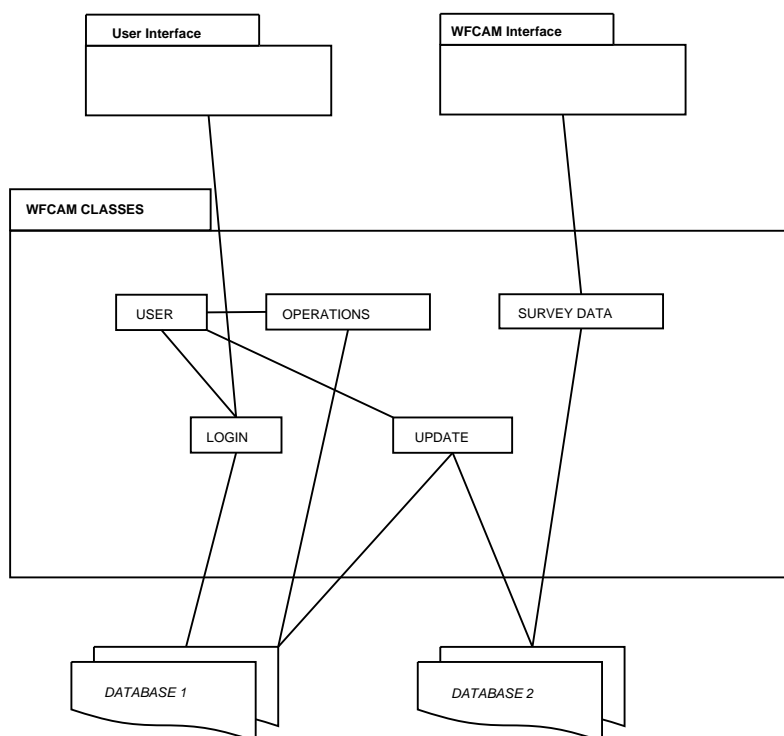 User Interface
WFCAM Interface
WFCAM CLASSES
USER
OPERATIONS
SURVEY DATA
LOGIN
UPDATE
DATABASE 1
DATABASE 2